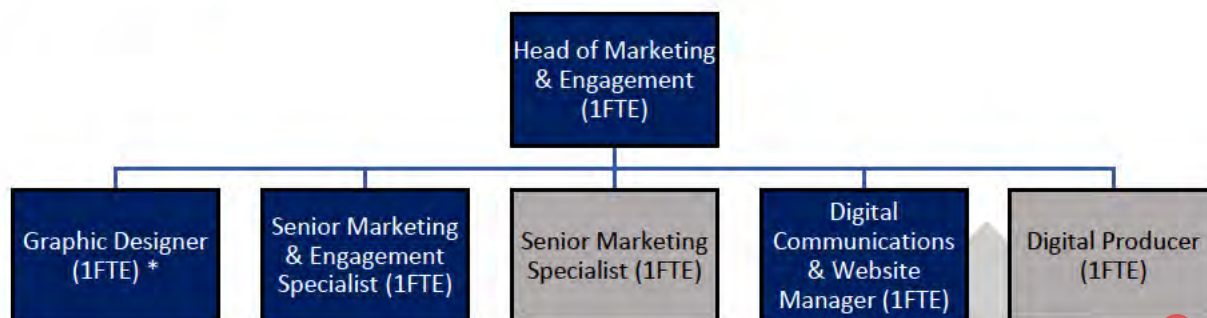 Head of Marketing
& Engagement
(1FTE)
Graphic Designer
(1FTE) *
Senior Marketing
& Engagement
Specialist (1FTE)
Senior Marketing
Specialist (1FTE)
Digital
Communications
& Website
Manager (1FTE)
Digital Producer
(1FTE)